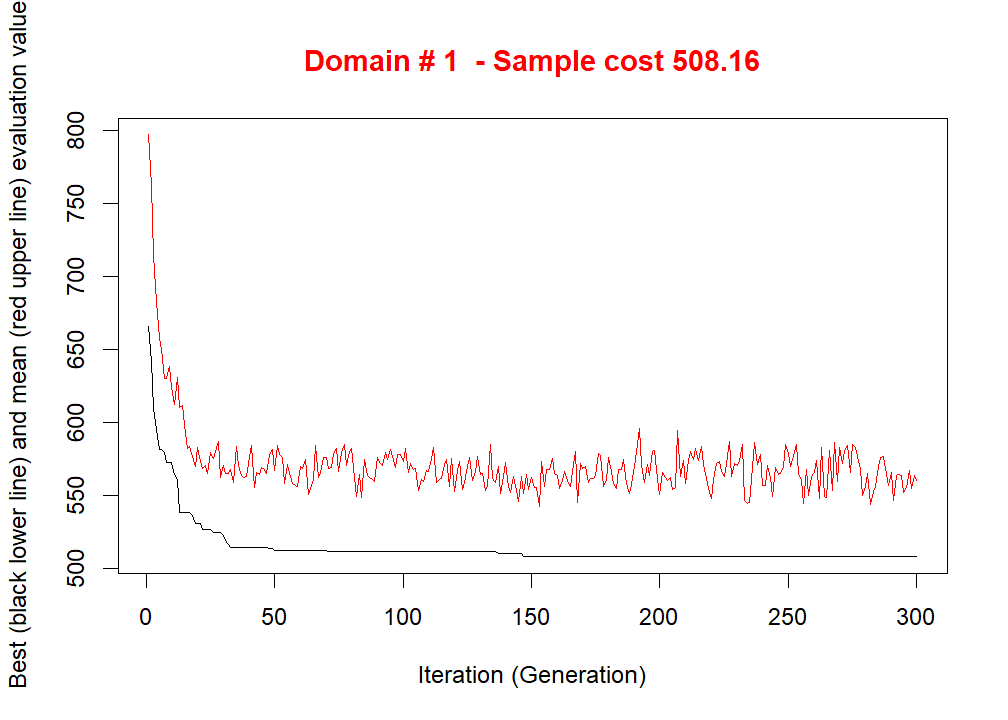 Domain # 1 - Sample cost 508.16
Best (black lower line) and mean (red upper line) evaluation value
800
750
700
650
600
550
500
0 50 100 150 200 250 300
Iteration (Generation)